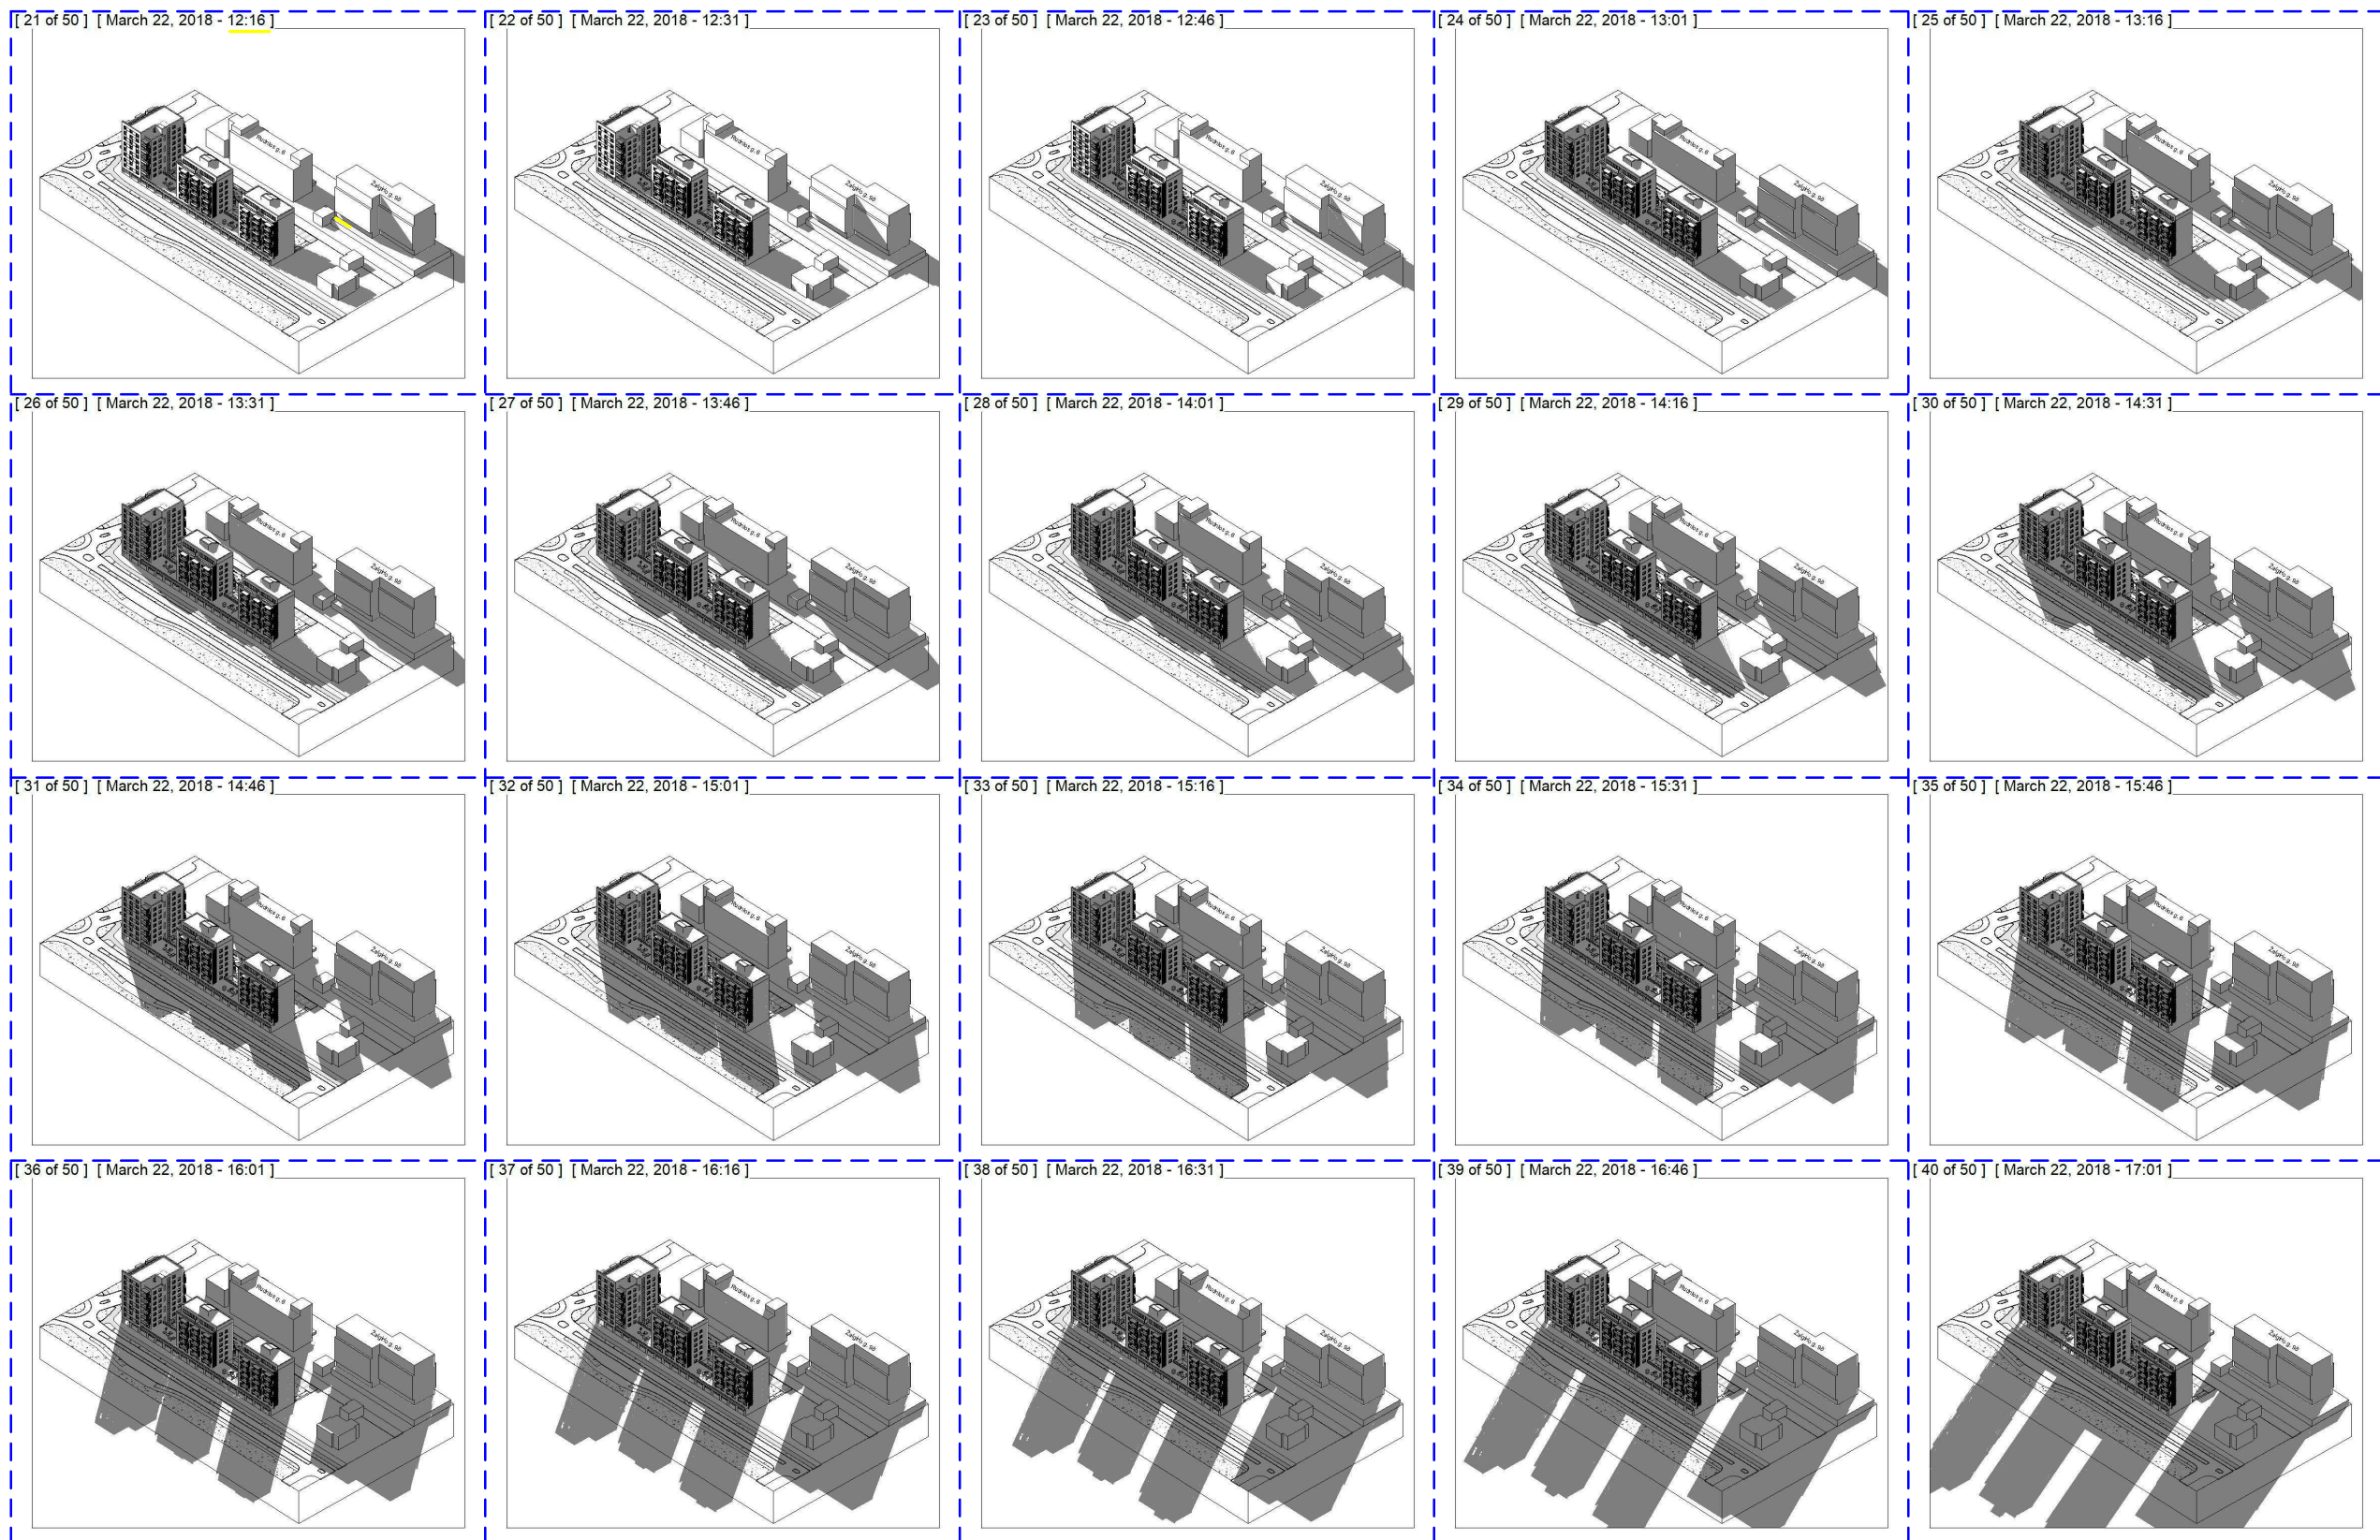 [ 21 of 50 ] [ March 22, 2018 - 12:16 ]
[ 22 of 50 ] [ March 22, 2018 - 12:31 ]
[ 23 of 50 ] [ March 22, 2018 - 12:46 ]
[ 24 of 50 ] [ March 22, 2018 - 13:01 ]
[ 25 of 50 ] [ March 22, 2018 - 13:16 ]
[ 26 of 50 ] [ March 22, 2018 - 13:31 ]
[ 27 of 50 ] [ March 22, 2018 - 13:46 ]
[ 28 of 50 ] [ March 22, 2018 - 14:01 ]
[ 29 of 50 ] [ March 22, 2018 - 14:16 ]
[ 30 of 50 ] [ March 22, 2018 - 14:31 ]
[ 31 of 50 ] [ March 22, 2018 - 14:46 ]
[ 32 of 50 ] [ March 22, 2018 - 15:01 ]
[ 33 of 50 ] [ March 22, 2018 - 15:16 ]
[ 34 of 50 ] [ March 22, 2018 - 15:31 ]
[ 35 of 50 ] [ March 22, 2018 - 15:46 ]
[ 36 of 50 ] [ March 22, 2018 - 16:01 ]
[ 37 of 50 ] [ March 22, 2018 - 16:16 ]
[ 38 of 50 ] [ March 22, 2018 - 16:31 ]
[ 39 of 50 ] [ March 22, 2018 - 16:46 ]
[ 40 of 50 ] [ March 22, 2018 - 17:01 ]